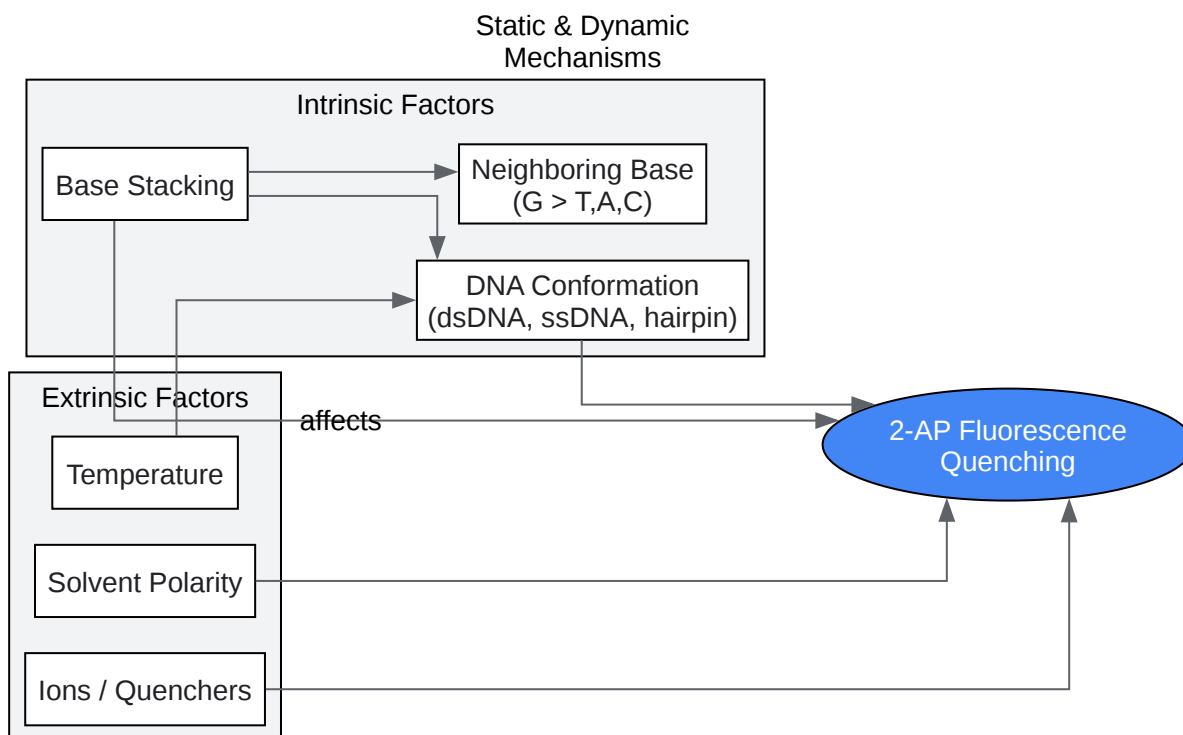 Static & Dynamic
Mechanisms
Intrinsic Factors
Base Stacking
Neighboring Base
(G > T,A,C)
DNA Conformation
(dsDNA, ssDNA, hairpin)
Extrinsic Factors
affects
Temperature
2-AP Fluorescence
Quenching
Solvent Polarity
Ions / Quenchers